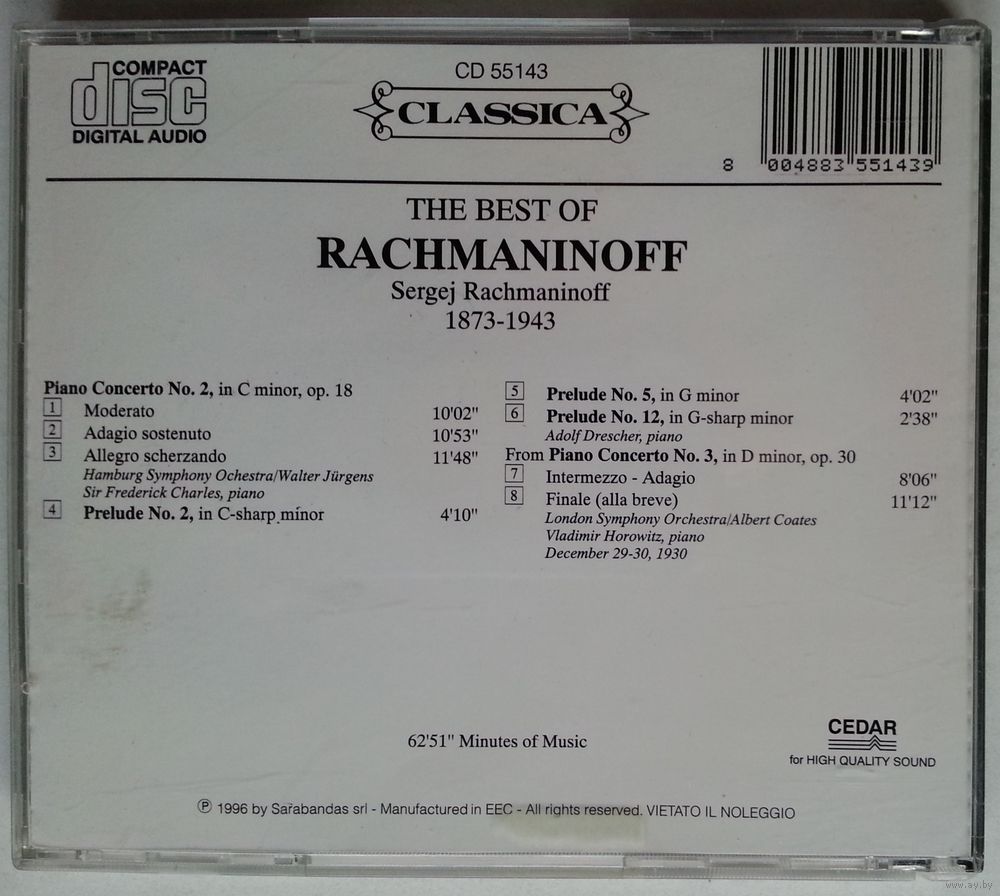 COMPACT
disc
DIGITAL AUDIO
CD 55143
CLASSICA
8 004883 551439
THE BEST OF
RACHMANINOFF
Sergej Rachmaninoff
1873-1943
Piano Concerto No. 2, in C minor, op. 18
1 Moderato 10'02"
2 Adagio sostenuto 10'53"
3 Allegro scherzando 11'48"
Hamburg Symphony Ochestra/Walter Jürgens
Sir Frederick Charles, piano
4 Prelude No. 2, in C-sharp minor 4'10"
5 Prelude No. 5, in G minor 4'02"
6 Prelude No. 12, in G-sharp minor 2'38"
Adolf Drescher, piano
From Piano Concerto No. 3, in D minor, op. 30
7 Intermezzo - Adagio 8'06"
8 Finale (alla breve) 11'12"
London Symphony Orchestra/Albert Coates
Vladimir Horowitz, piano
December 29-30, 1930
62'51" Minutes of Music
CEDAR
for HIGH QUALITY SOUND
℗ 1996 by Sarabandas srl - Manufactured in EEC - All rights reserved. VIETATO IL NOLEGGIO
www.ay.by